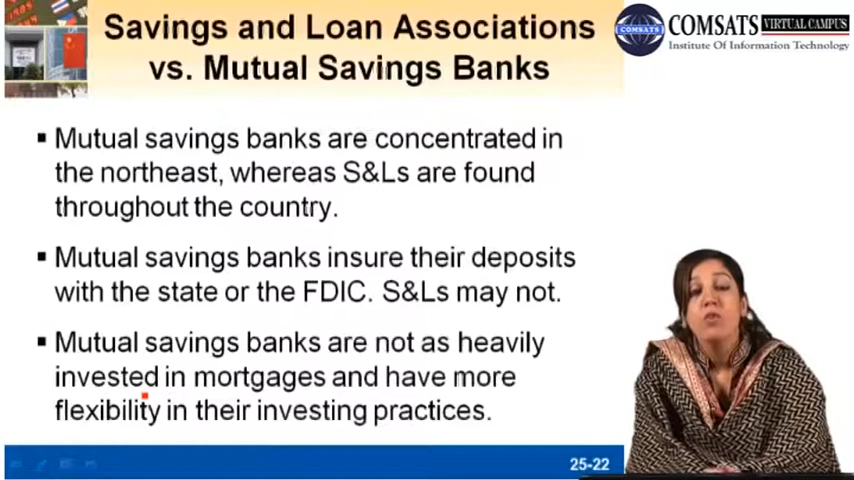 Savings and Loan Associations
vs. Mutual Savings Banks
COMSATS
COMSATS VIRTUAL CAMPUS
Institute Of Information Technology
▪ Mutual savings banks are concentrated in
the northeast, whereas S&Ls are found
throughout the country.
▪ Mutual savings banks insure their deposits
with the state or the FDIC. S&Ls may not.
▪ Mutual savings banks are not as heavily
invested in mortgages and have more
flexibility in their investing practices.
25-22